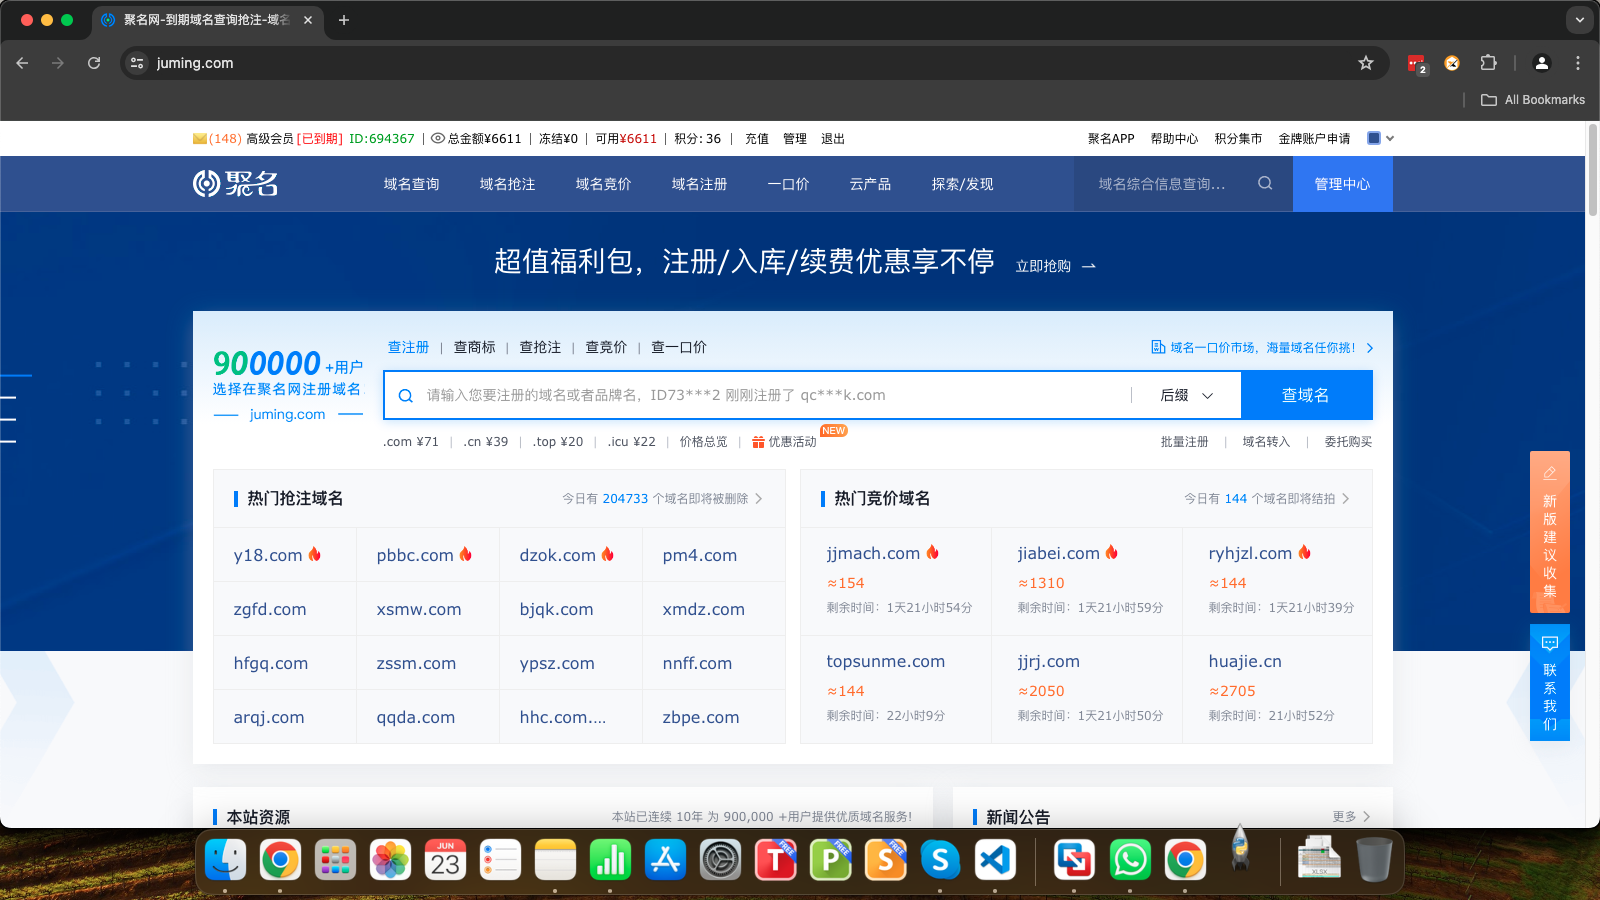 聚名网-到期域名查询抢注-域名
juming.com
2
All Bookmarks
(148) 高级会员 [已到期] ID:694367 | 总金额¥6611 | 冻结¥0 | 可用¥6611 | 积分: 36 | 充值 管理 退出
聚名APP 帮助中心 积分集市 金牌账户申请
聚名 域名查询 域名抢注 域名竞价 域名注册 一口价 云产品 探索/发现 域名综合信息查询... 管理中心
超值福利包，注册/入库/续费优惠享不停 立即抢购
900000 +用户
选择在聚名网注册域名
juming.com
查注册 | 查商标 | 查抢注 | 查竞价 | 查一口价
域名一口价市场，海量域名任你挑！
请输入您要注册的域名或者品牌名，ID73***2 刚刚注册了 qc***k.com 后缀 查域名
.com ¥71 | .cn ¥39 | .top ¥20 | .icu ¥22 | 价格总览 | 优惠活动 NEW
批量注册 | 域名转入 | 委托购买
热门抢注域名 今日有 204733 个域名即将被删除
y18.com pbbc.com dzok.com pm4.com
zgfd.com xsmw.com bjqk.com xmdz.com
hfgq.com zssm.com ypsz.com nnff.com
arqj.com qqda.com hhc.com.... zbpe.com
热门竞价域名 今日有 144 个域名即将结拍
jjmach.com jiabei.com ryhjzl.com
≈154 ≈1310 ≈144
剩余时间：1天21小时54分 剩余时间：1天21小时59分 剩余时间：1天21小时39分
topsunme.com jjrj.com huajie.cn
≈144 ≈2050 ≈2705
剩余时间：22小时9分 剩余时间：1天21小时50分 剩余时间：21小时52分
新版建议收集
联系我们
本站资源 本站已连续 10年 为 900,000 +用户提供优质域名服务!
新闻公告 更多
JUN
23
T FREE
P FREE
S FREE
S
XLSX